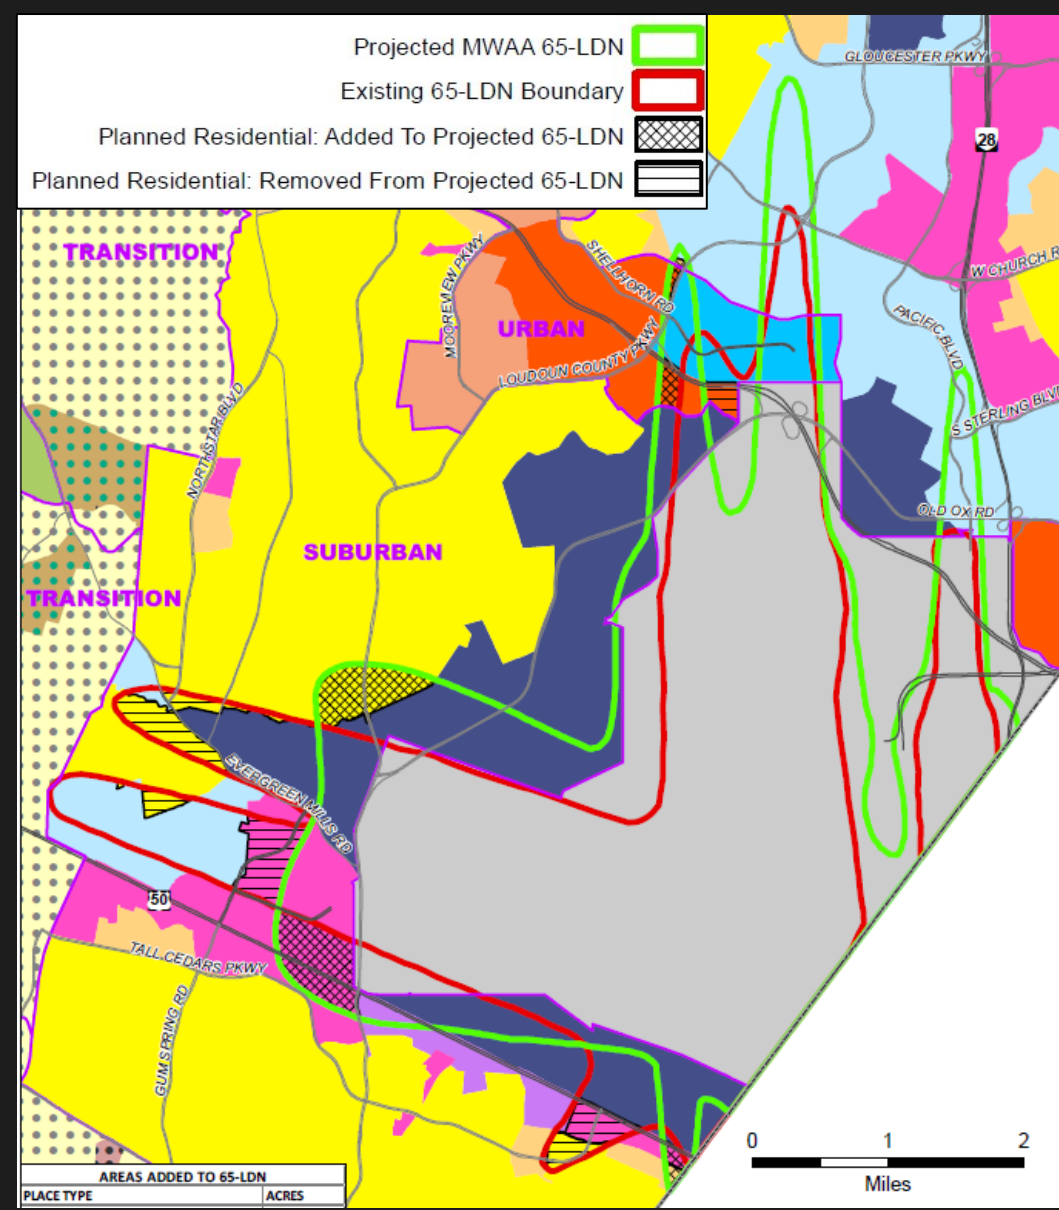 Projected MWAA 65-LDN
Existing 65-LDN Boundary
Planned Residential: Added To Projected 65-LDN
Planned Residential: Removed From Projected 65-LDN
GLOUCESTER PKWY
28
TRANSITION
MOOREVIEW PKWY
SHELLHORN RD
W CHURCH R
URBAN
PACIFIC BLVD
LOUDOUN COUNTY PKWY
NORTHSTAR BLVD
S STERLING BLV
OLD OX RD
SUBURBAN
TRANSITION
EVERGREEN MILLS RD
50
TALL CEDARS PKWY
GUM SPRING RD
0 1 2
Miles
AREAS ADDED TO 65-LDN
PLACE TYPE ACRES